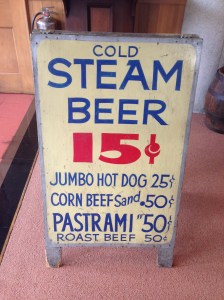 COLD
STEAM
BEER
15¢
JUMBO HOT DOG 25¢
CORN BEEF Sand. 50¢
PASTRAMI " 50¢
ROAST BEEF 50¢